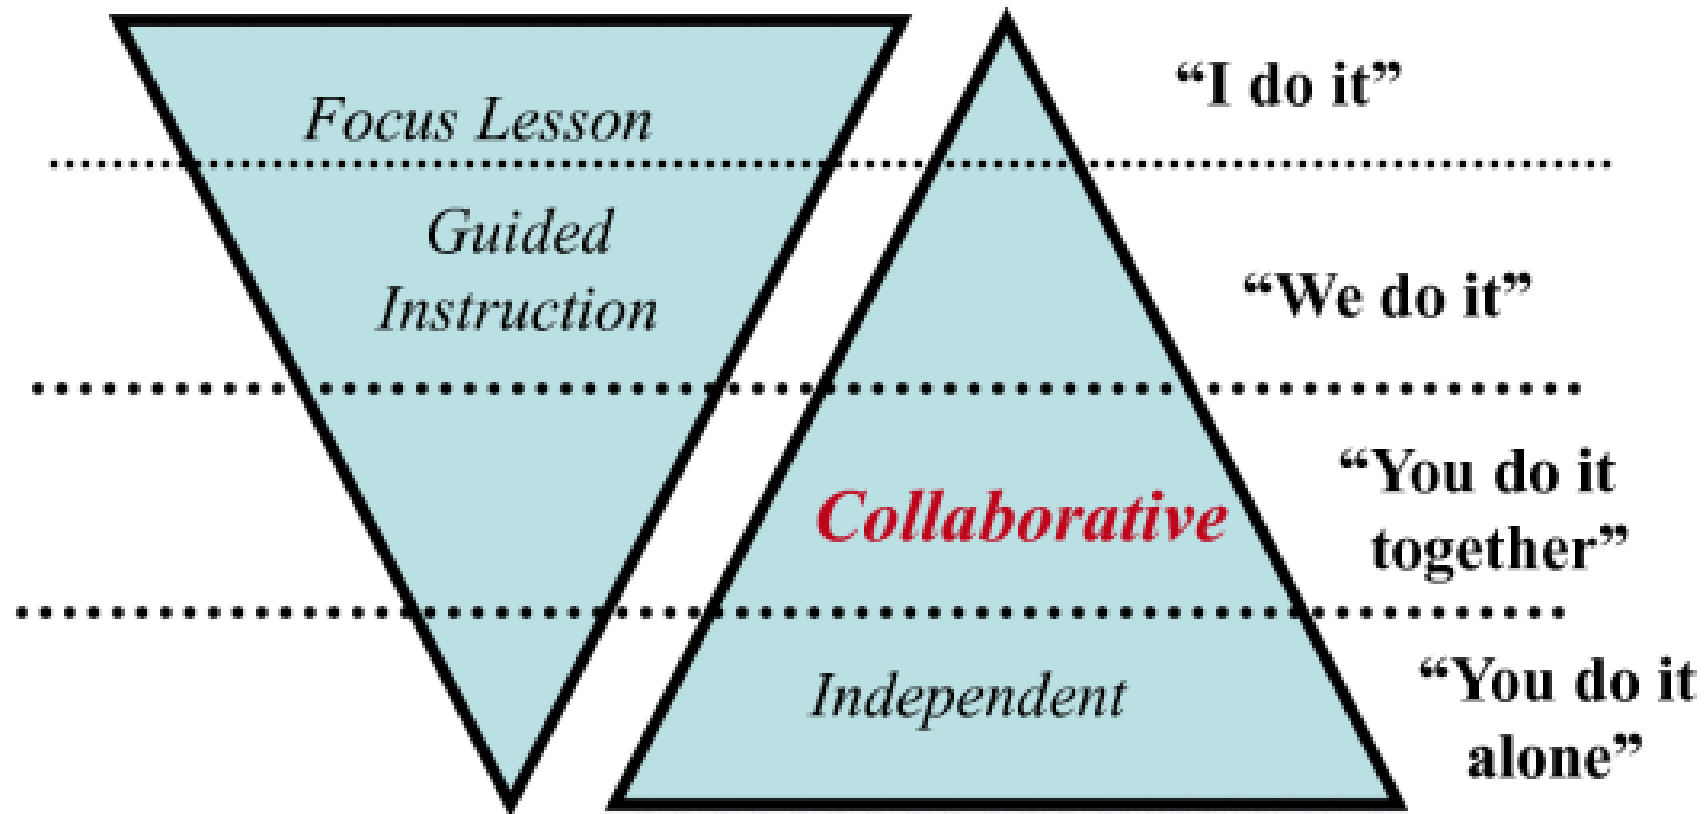 Focus Lesson
“I do it”
Guided
Instruction
“We do it”
Collaborative
“You do it
together”
Independent
“You do it
alone”